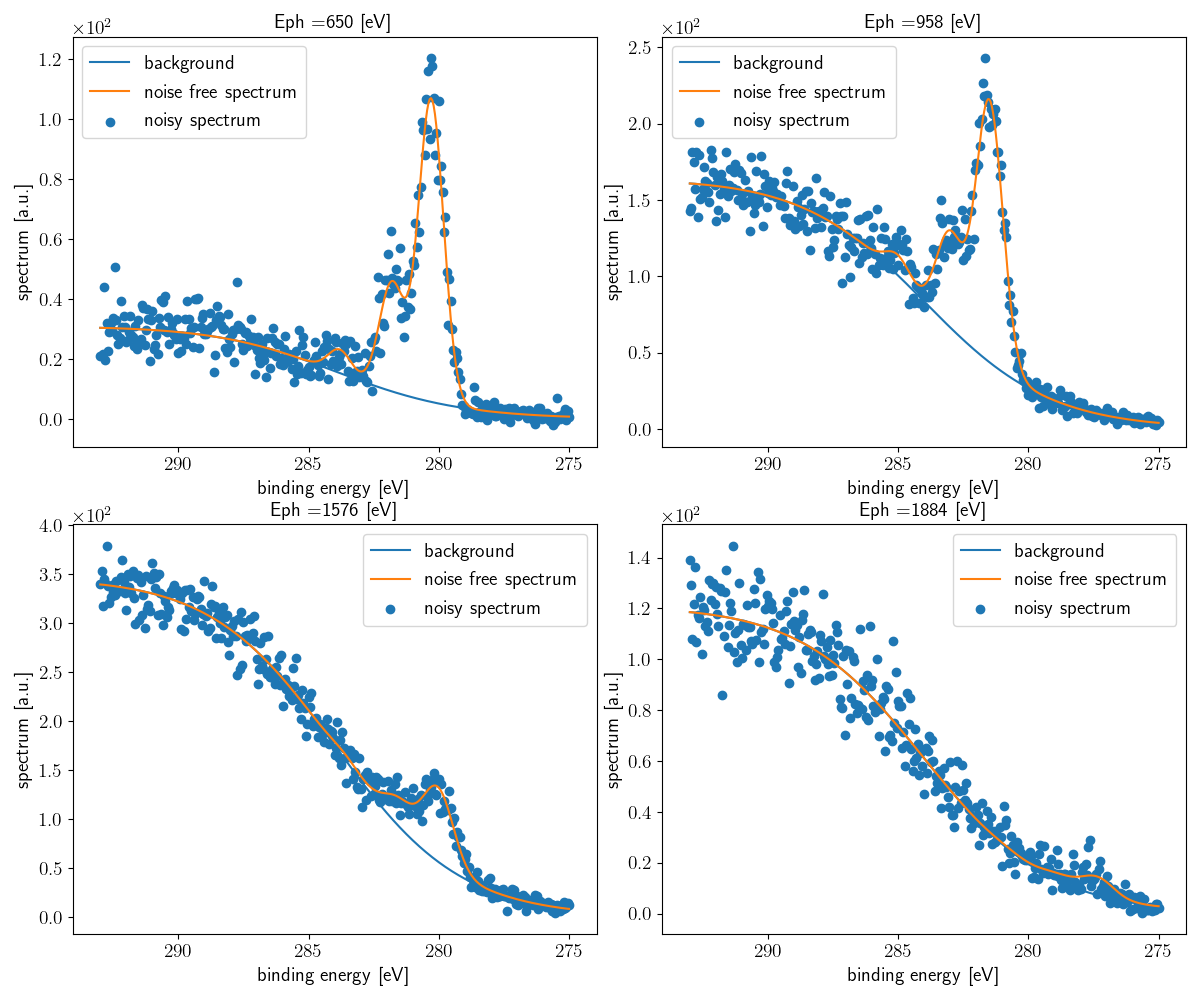 Eph =650 [eV]
×10²
1.2
1.0
0.8
0.6
0.4
0.2
0.0
spectrum [a.u.]
background
noise free spectrum
noisy spectrum
290
285
280
275
binding energy [eV]
Eph =958 [eV]
×10²
2.5
2.0
1.5
1.0
0.5
0.0
spectrum [a.u.]
background
noise free spectrum
noisy spectrum
290
285
280
275
binding energy [eV]
Eph =1576 [eV]
×10²
4.0
3.5
3.0
2.5
2.0
1.5
1.0
0.5
0.0
spectrum [a.u.]
background
noise free spectrum
noisy spectrum
290
285
280
275
binding energy [eV]
Eph =1884 [eV]
×10²
1.4
1.2
1.0
0.8
0.6
0.4
0.2
0.0
spectrum [a.u.]
background
noise free spectrum
noisy spectrum
290
285
280
275
binding energy [eV]